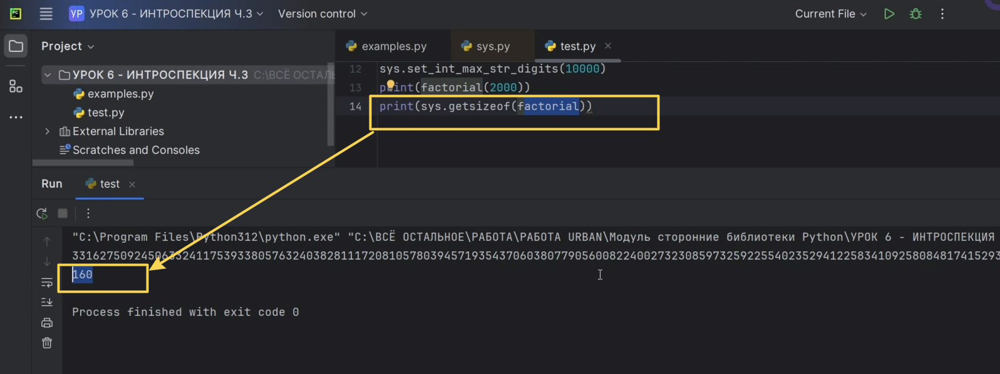 PC
УР УРОК 6 - ИНТРОСПЕКЦИЯ Ч.3 Version control Current File
Project
УРОК 6 - ИНТРОСПЕКЦИЯ Ч.3 C:\ВСЁ ОСТАЛЬ
examples.py
test.py
External Libraries
Scratches and Consoles
examples.py sys.py test.py
12 sys.set_int_max_str_digits(10000)
13 print(factorial(2000))
14 print(sys.getsizeof(factorial))
Run test
"C:\Program Files\Python312\python.exe" "C:\ВСЁ ОСТАЛЬНОЕ\РАБОТА\РАБОТА URBAN\Модуль сторонние библиотеки Python\УРОК 6 - ИНТРОСПЕКЦИЯ
160
Process finished with exit code 0